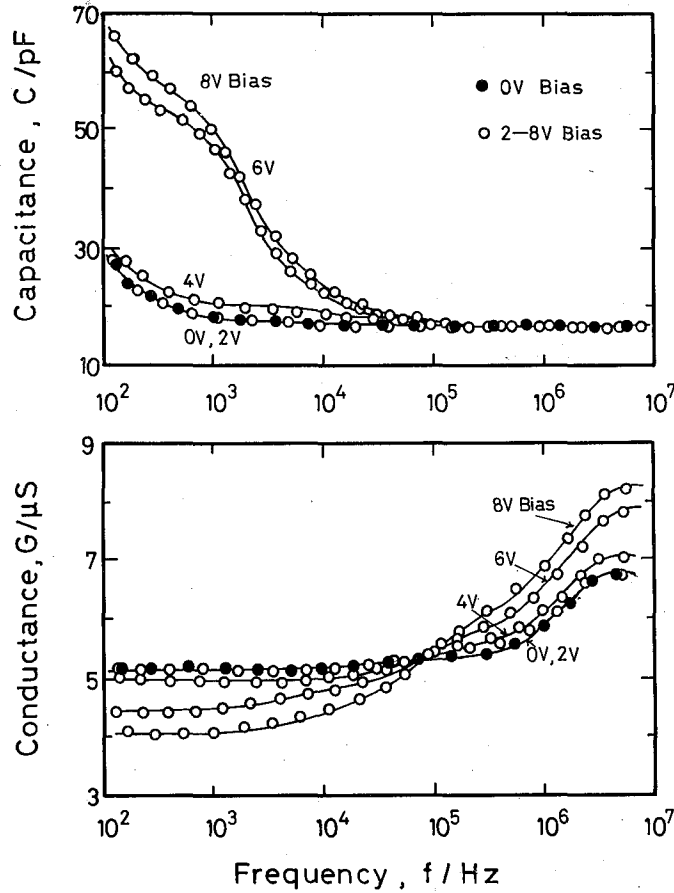 Capacitance, C/pF
70
50
30
10
8V Bias
6V
4V
0V, 2V
● 0V Bias
○ 2–8V Bias
10² 10³ 10⁴ 10⁵ 10⁶ 10⁷
Conductance, G/μS
9
7
5
3
8V Bias
6V
4V
0V, 2V
10² 10³ 10⁴ 10⁵ 10⁶ 10⁷
Frequency, f/Hz